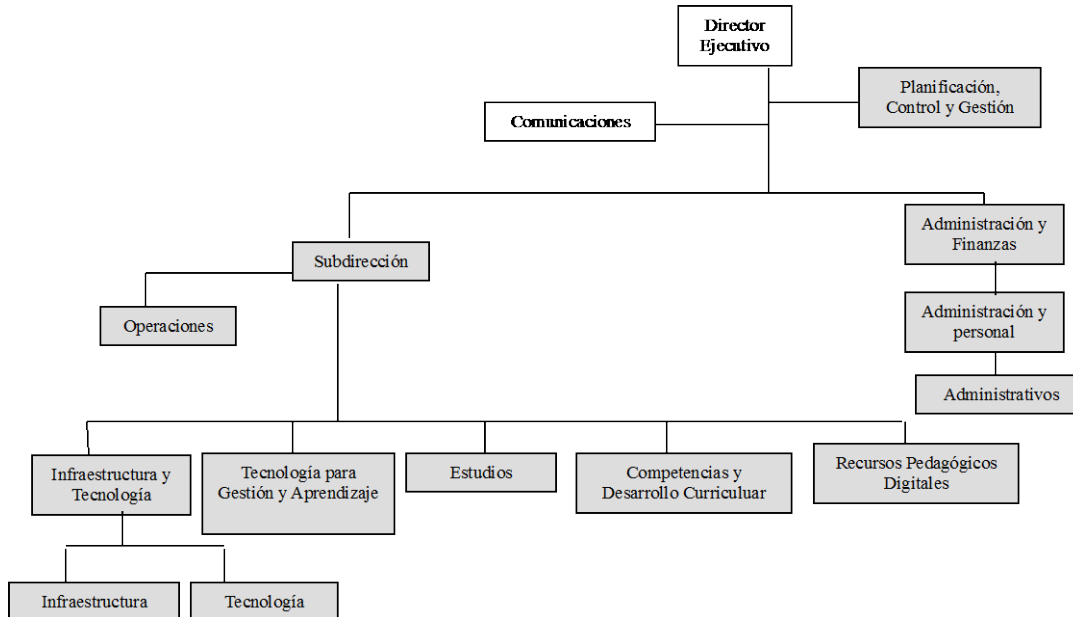 Director
Ejecutivo
Planificación,
Control y Gestión
Comunicaciones
Administración y
Finanzas
Subdirección
Operaciones
Administración y
personal
Administrativos
Infraestructura y
Tecnología
Tecnología para
Gestión y Aprendizaje
Estudios
Competencias y
Desarrollo Curriculuar
Recursos Pedagógicos
Digitales
Infraestructura
Tecnología